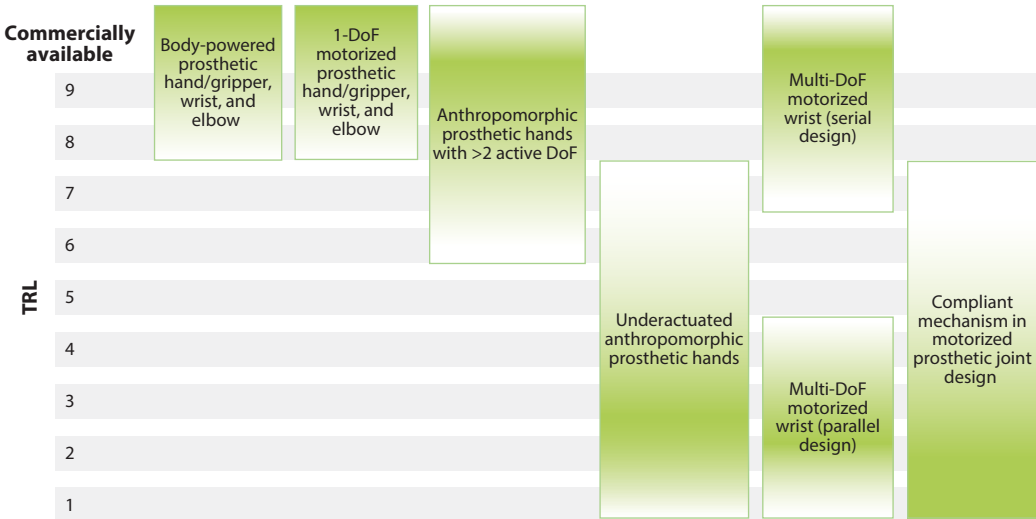 Commercially
available
9
8
7
6
5
4
3
2
1
TRL
Body-powered
prosthetic
hand/gripper,
wrist, and
elbow
1-DoF
motorized
prosthetic
hand/gripper,
wrist, and
elbow
Anthropomorphic
prosthetic hands
with >2 active DoF
Underactuated
anthropomorphic
prosthetic hands
Multi-DoF
motorized
wrist (serial
design)
Multi-DoF
motorized
wrist (parallel
design)
Compliant
mechanism in
motorized
prosthetic joint
design